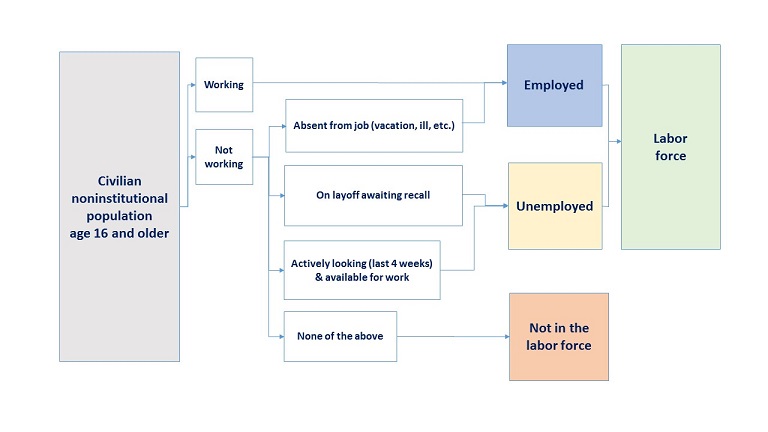 Civilian
noninstitutional
population
age 16 and older
Working
Not
working
Absent from job (vacation, ill, etc.)
On layoff awaiting recall
Actively looking (last 4 weeks)
& available for work
None of the above
Employed
Unemployed
Not in the
labor force
Labor
force